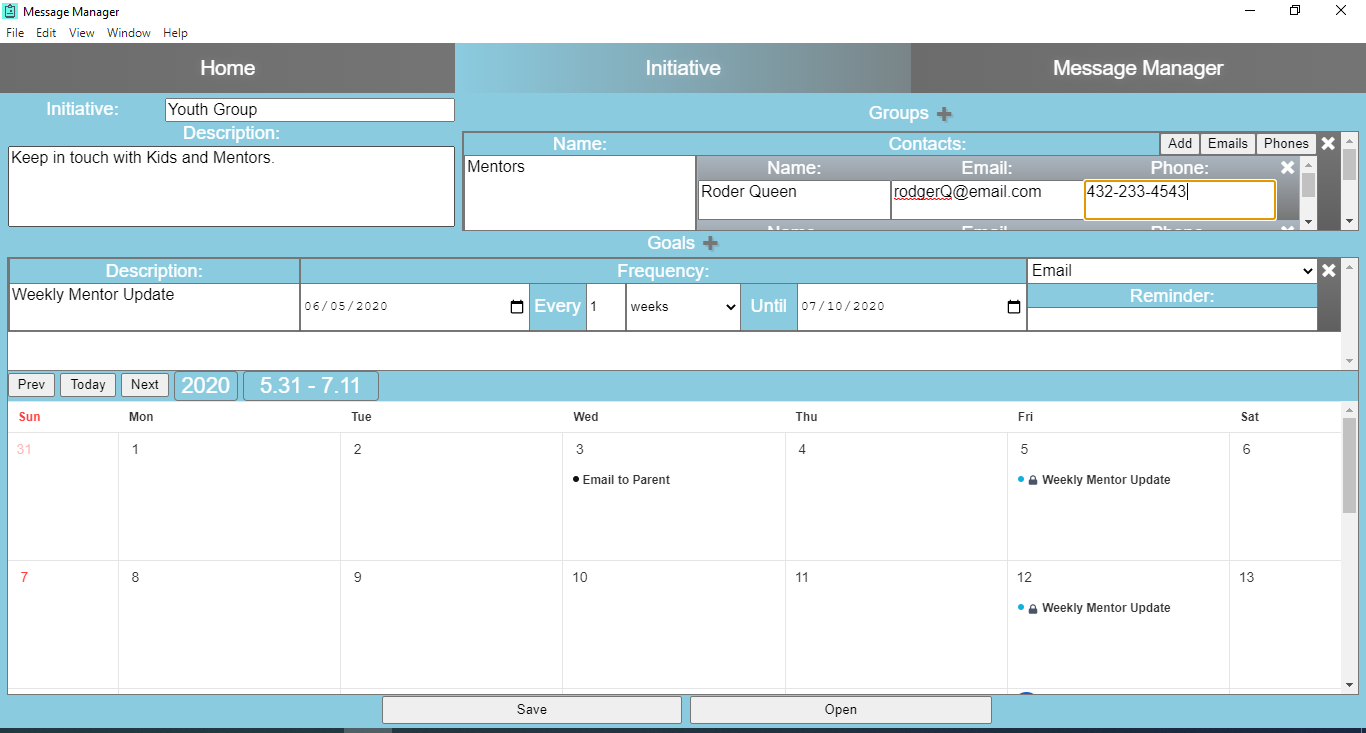 Message Manager
File Edit View Window Help
Home Initiative Message Manager
Initiative: Youth Group
Description:
Keep in touch with Kids and Mentors.
Groups
Name: Contacts: Add Emails Phones
Mentors
Name: Email: Phone:
Roder Queen rodgerQ@email.com 432-233-4543
Name: Email: Phone:
Goals
Description: Frequency: Email
Weekly Mentor Update 06/05/2020 Every 1 weeks Until 07/10/2020 Reminder:
Prev Today Next 2020 5.31 - 7.11
Sun Mon Tue Wed Thu Fri Sat
31 1 2 3 4 5 6
Email to Parent Weekly Mentor Update
7 8 9 10 11 12 13
Weekly Mentor Update
Save Open